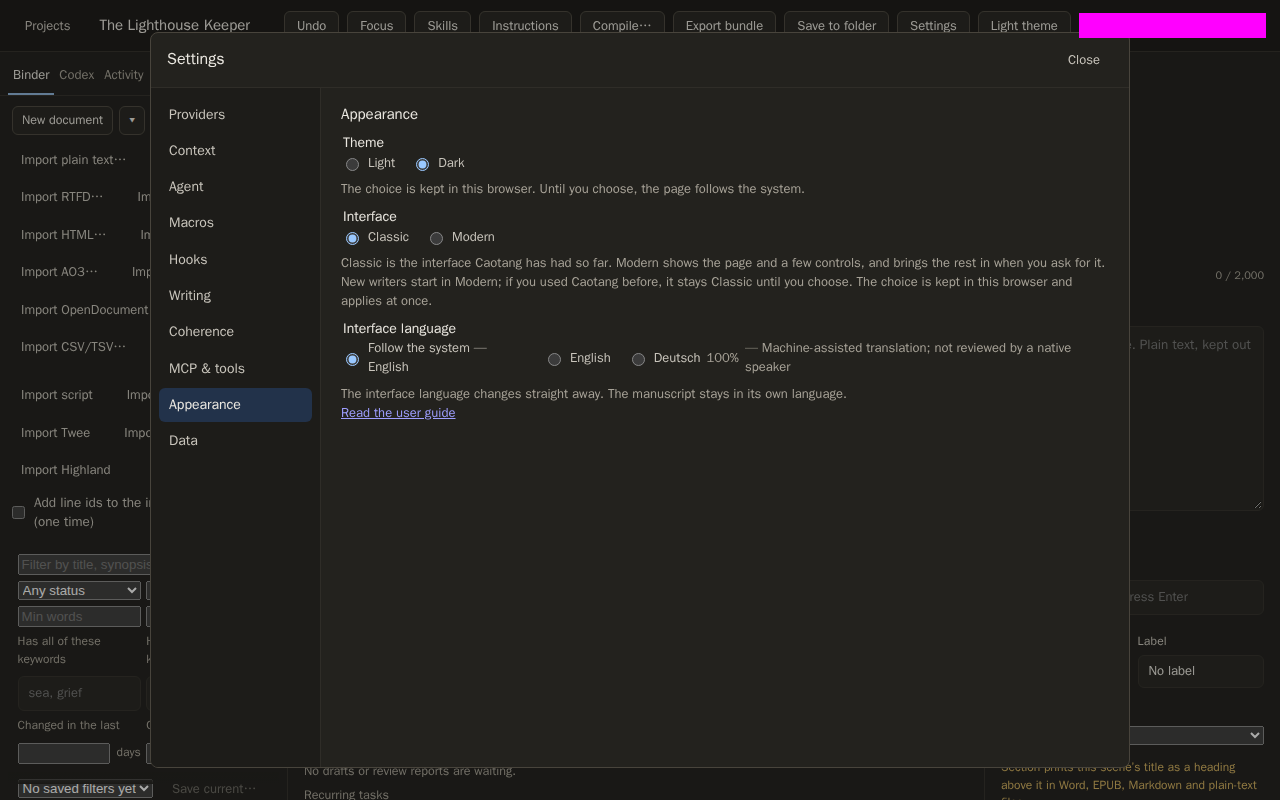 Projects
The Lighthouse Keeper
Undo
Focus
Skills
Instructions
Compile···
Export bundle
Save to folder
Settings
Light theme
Settings
Close
Binder
Codex
Activity
New document
Import plain text···
Import RTFD···
Import HTML···
Import AO3···
Import OpenDocument
Import CSV/TSV···
Import script
Import Twee
Import Highland
Add line ids to the
(one time)
Filter by title, synopsis
Any status
Min words
Has all of these
keywords
sea, grief
Changed in the last
days
No saved filters yet
Save current···
Providers
Context
Agent
Macros
Hooks
Writing
Coherence
MCP & tools
Appearance
Data
Appearance
Theme
Light
Dark
The choice is kept in this browser. Until you choose, the page follows the system.
Interface
Classic
Modern
Classic is the interface Caotang has had so far. Modern shows the page and a few controls, and brings the rest in when you ask for it.
New writers start in Modern; if you used Caotang before, it stays Classic until you choose. The choice is kept in this browser and
applies at once.
Interface language
Follow the system —
English
English
Deutsch 100%
— Machine-assisted translation; not reviewed by a native
speaker
The interface language changes straight away. The manuscript stays in its own language.
Read the user guide
0 / 2,000
Plain text, kept out
Enter
Label
No label
No drafts or review reports are waiting.
Recurring tasks
Section prints this scene's title as a heading
above it in Word, EPUB, Markdown and plain-text